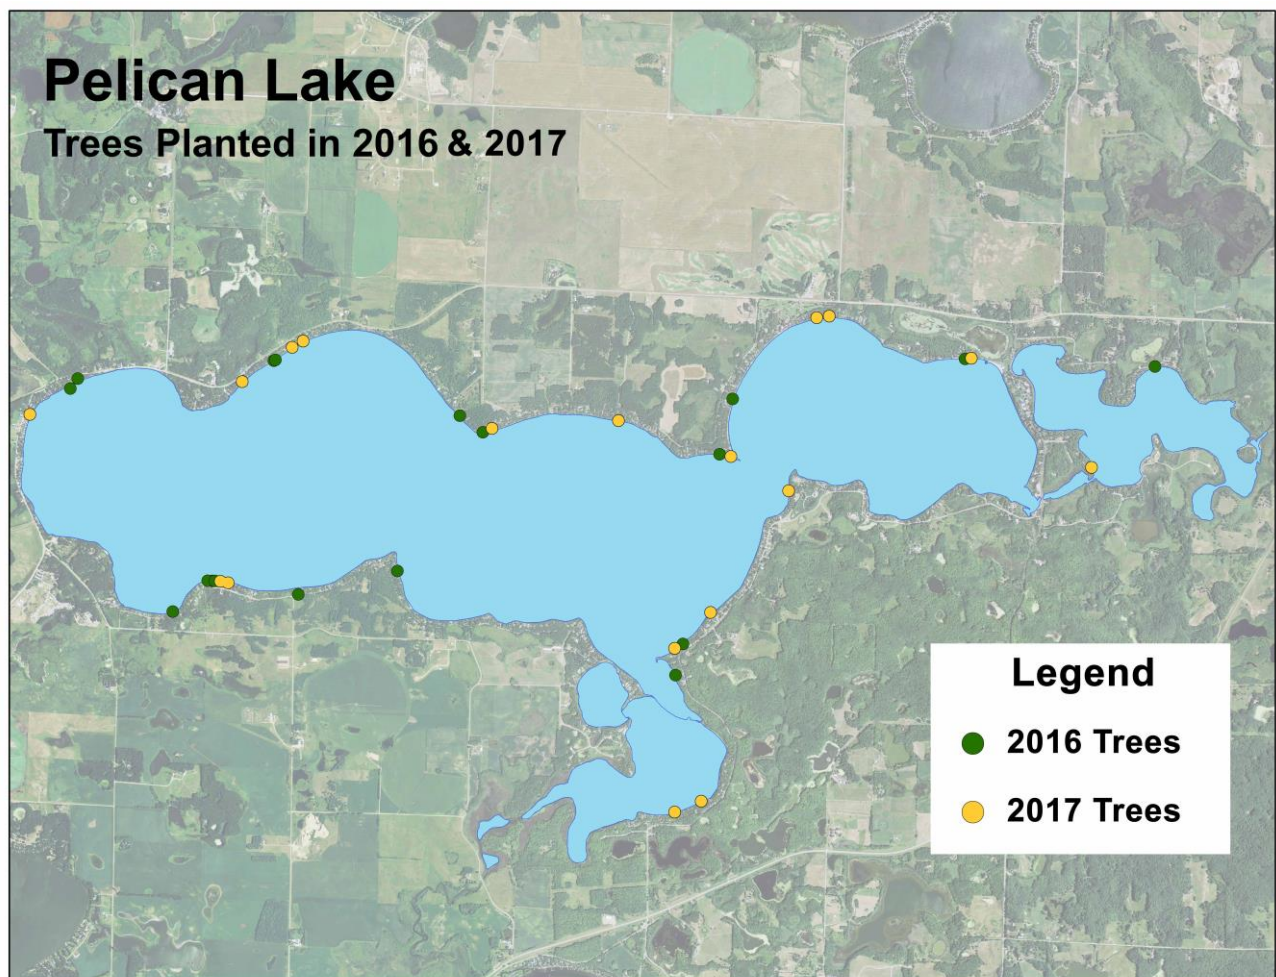 Pelican Lake
Trees Planted in 2016 & 2017
Legend
2016 Trees
2017 Trees